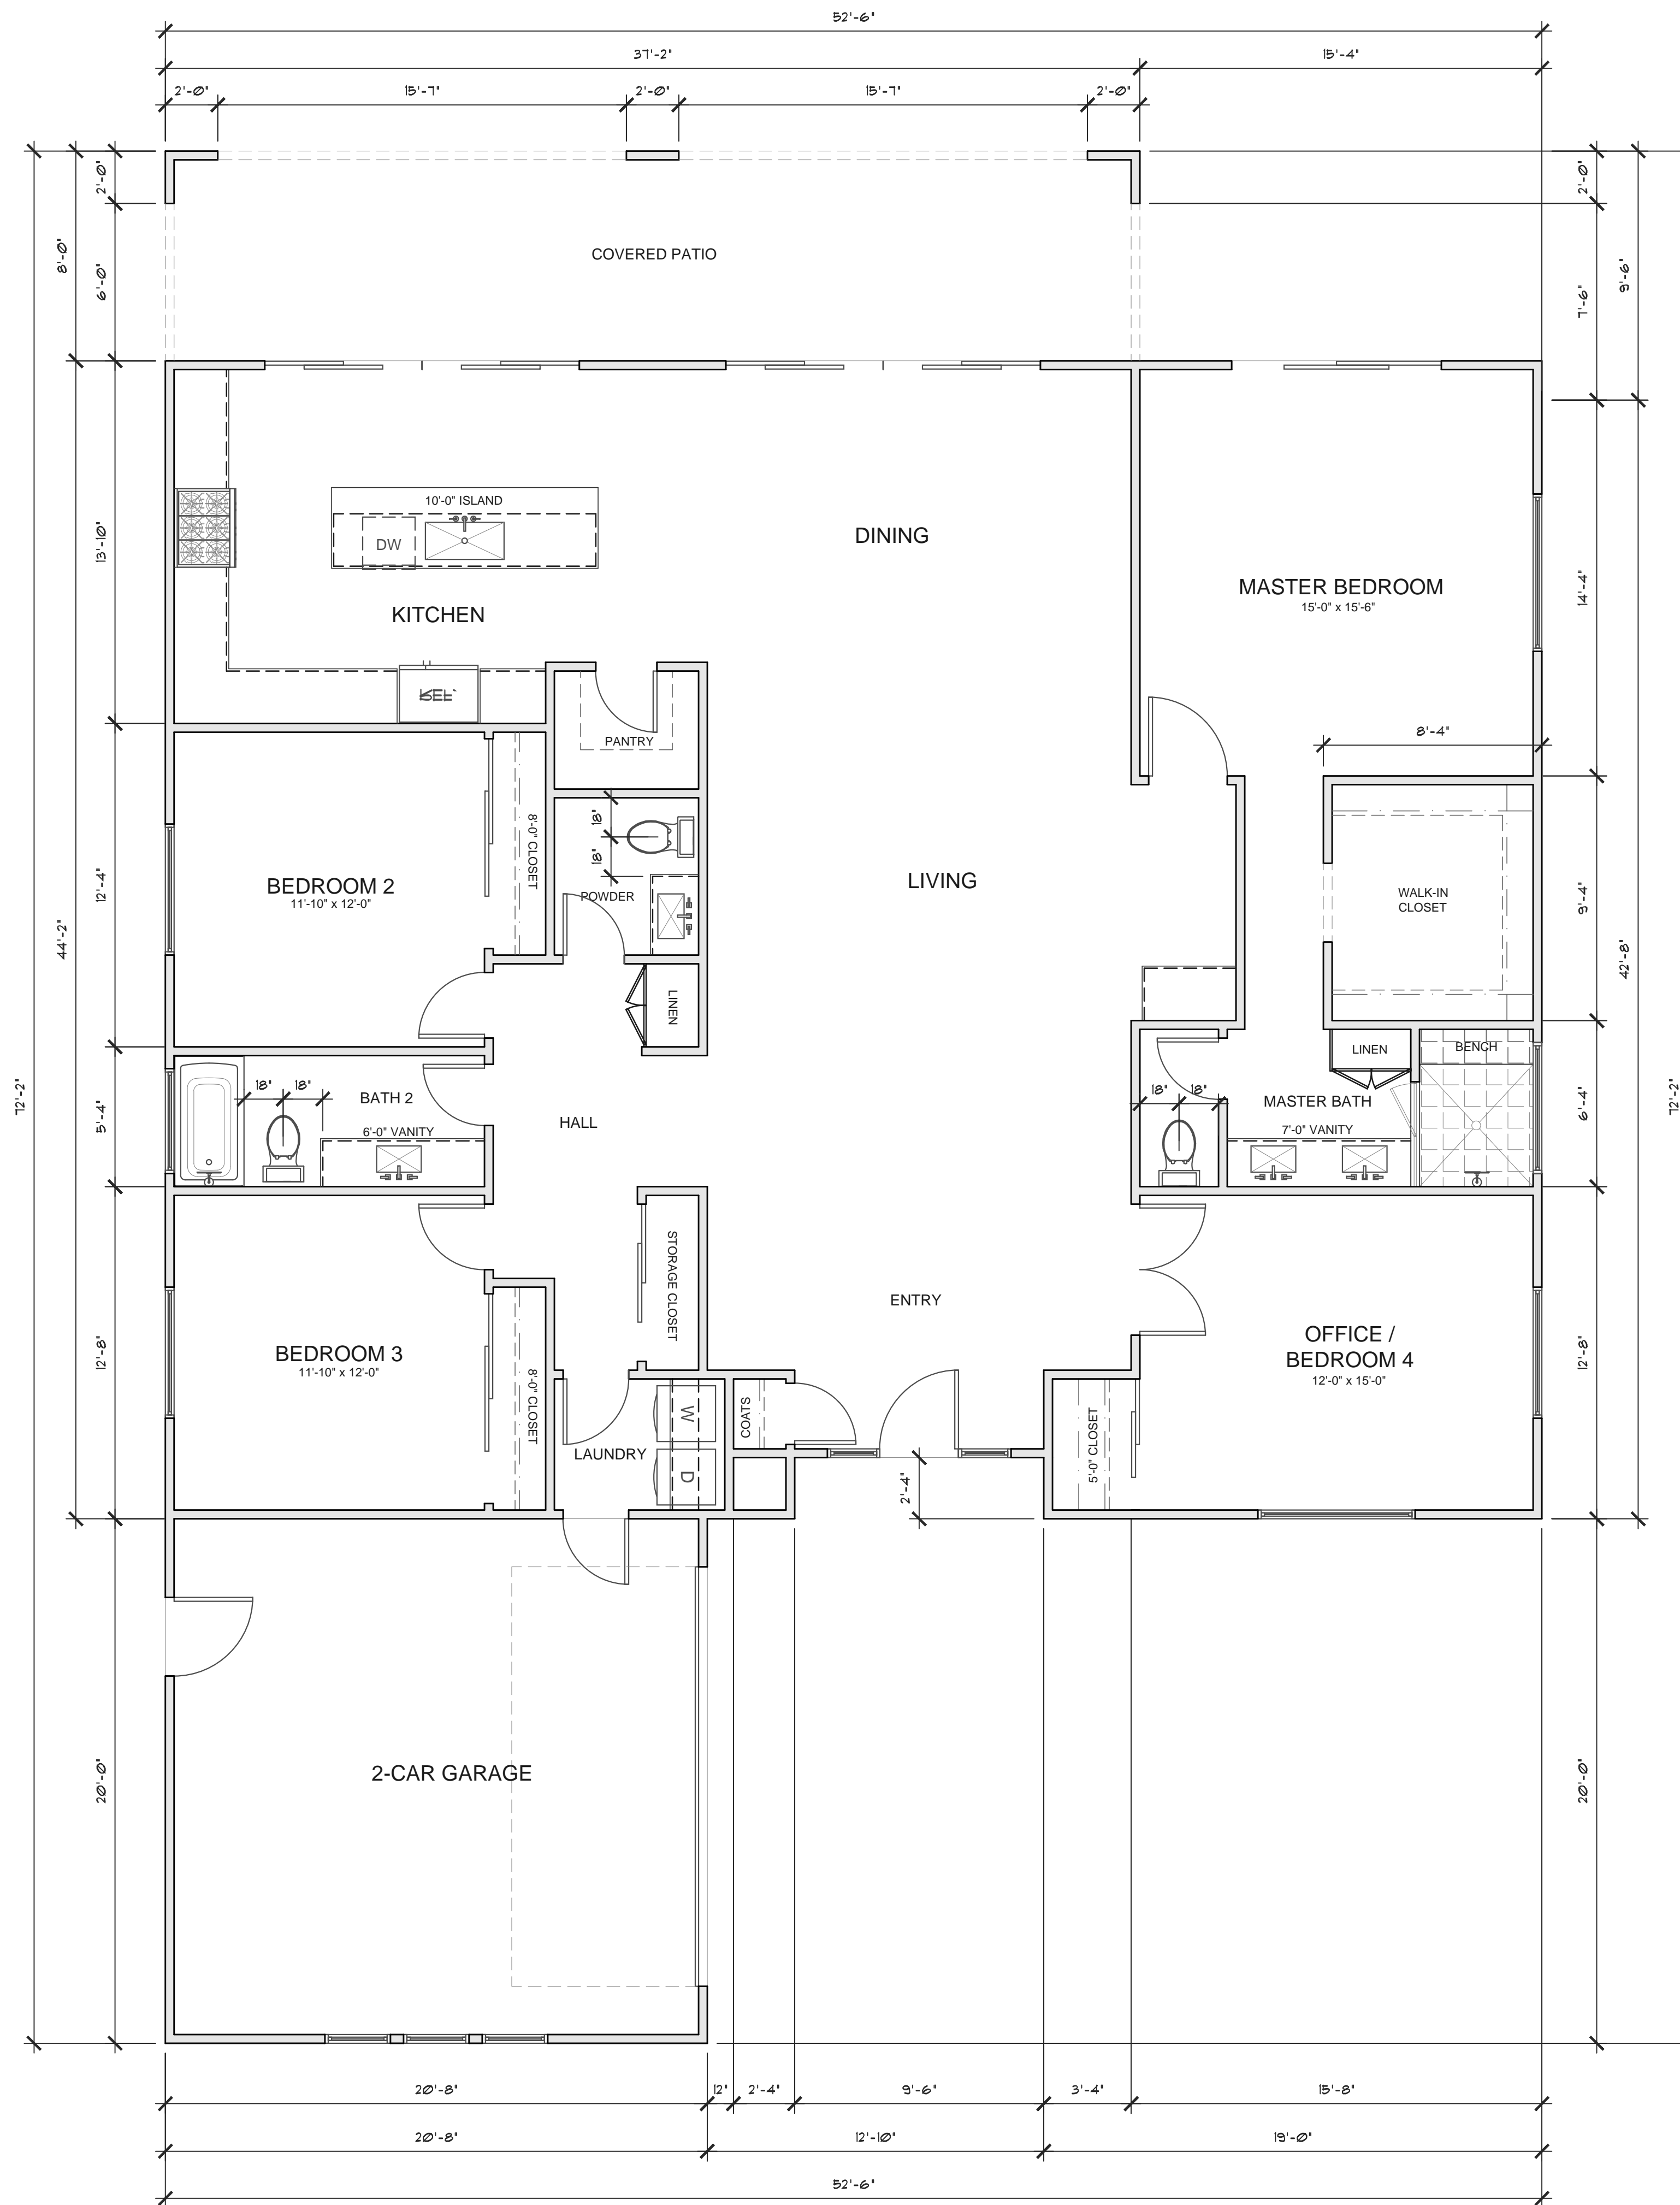 52'-6"
37'-2"
15'-4"
2'-0"
15'-7"
2'-0"
15'-7"
2'-0"
2'-0"
2'-0"
8'-0"
6'-0"
COVERED PATIO
9'-6"
7'-6"
10'-0" ISLAND
DW
DINING
13'-10"
KITCHEN
MASTER BEDROOM
15'-0" x 15'-6"
14'-4"
PANTRY
8'-4"
18"
18"
8'-0" CLOSET
POWDER
BEDROOM 2
11'-10" x 12'-0"
LIVING
WALK-IN
CLOSET
12'-4"
9'-4"
44'-2"
42'-8"
LINEN
LINEN
BENCH
18"
18"
BATH 2
6'-0" VANITY
HALL
18"
18"
MASTER BATH
7'-0" VANITY
72'-2"
5'-4"
6'-4"
72'-2"
STORAGE CLOSET
ENTRY
BEDROOM 3
11'-10" x 12'-0"
OFFICE /
BEDROOM 4
12'-0" x 15'-0"
12'-8"
12'-8"
8'-0" CLOSET
W
COATS
LAUNDRY
D
2'-4"
5'-0" CLOSET
2-CAR GARAGE
20'-0"
20'-0"
20'-8"
12"
2'-4"
9'-6"
3'-4"
15'-8"
20'-8"
12'-10"
19'-0"
52'-6"